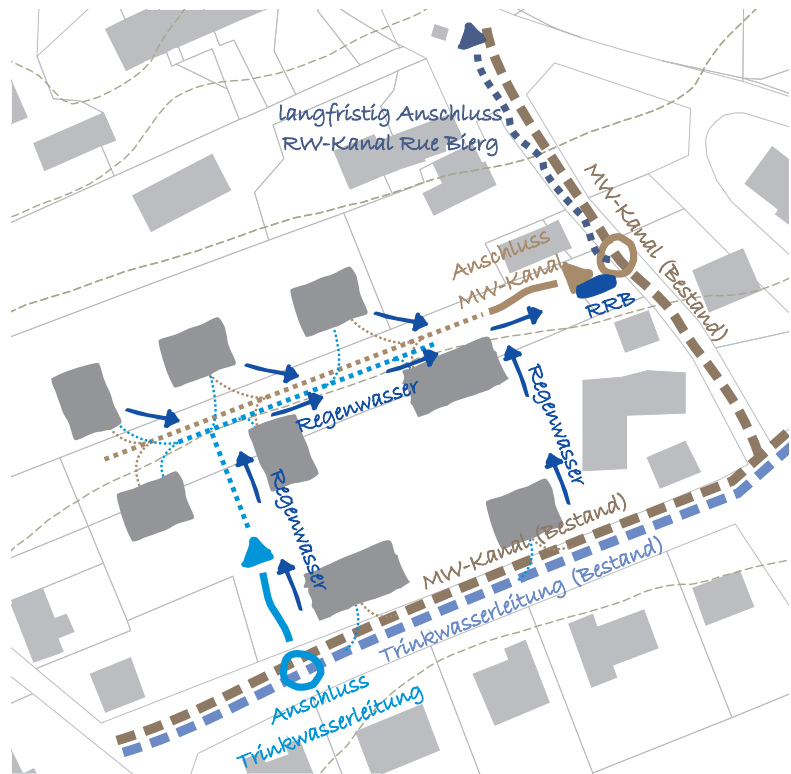 langfristig Anschluss
RW-Kanal Rue Bierg
MW-Kanal (Bestand)
Anschluss
MW-Kanal
RRB
Regenwasser
Regenwasser
Regenwasser
MW-Kanal (Bestand)
Trinkwasserleitung (Bestand)
Anschluss
Trinkwasserleitung